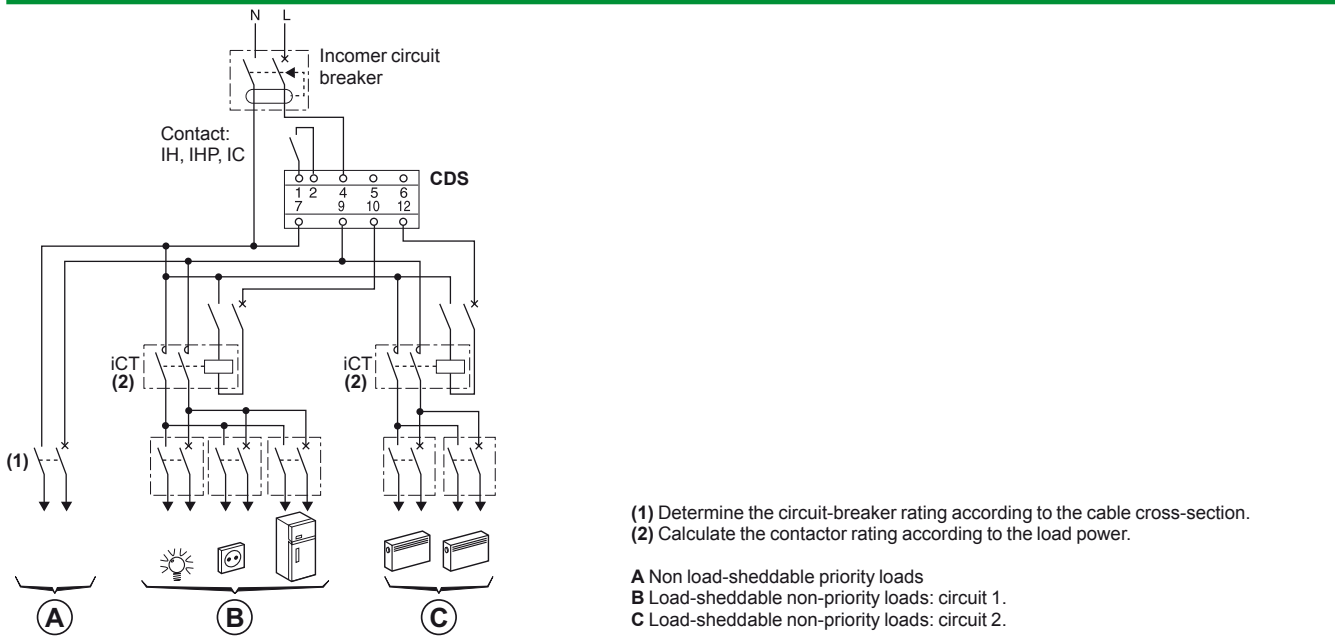 N L
Incomer circuit
breaker
Contact:
IH, IHP, IC
CDS
1 2 4 5 6
7 9 10 12
iCT
(2)
iCT
(2)
(1)
(1) Determine the circuit-breaker rating according to the cable cross-section.
(2) Calculate the contactor rating according to the load power.
A Non load-sheddable priority loads
B Load-sheddable non-priority loads: circuit 1.
C Load-sheddable non-priority loads: circuit 2.
A B C